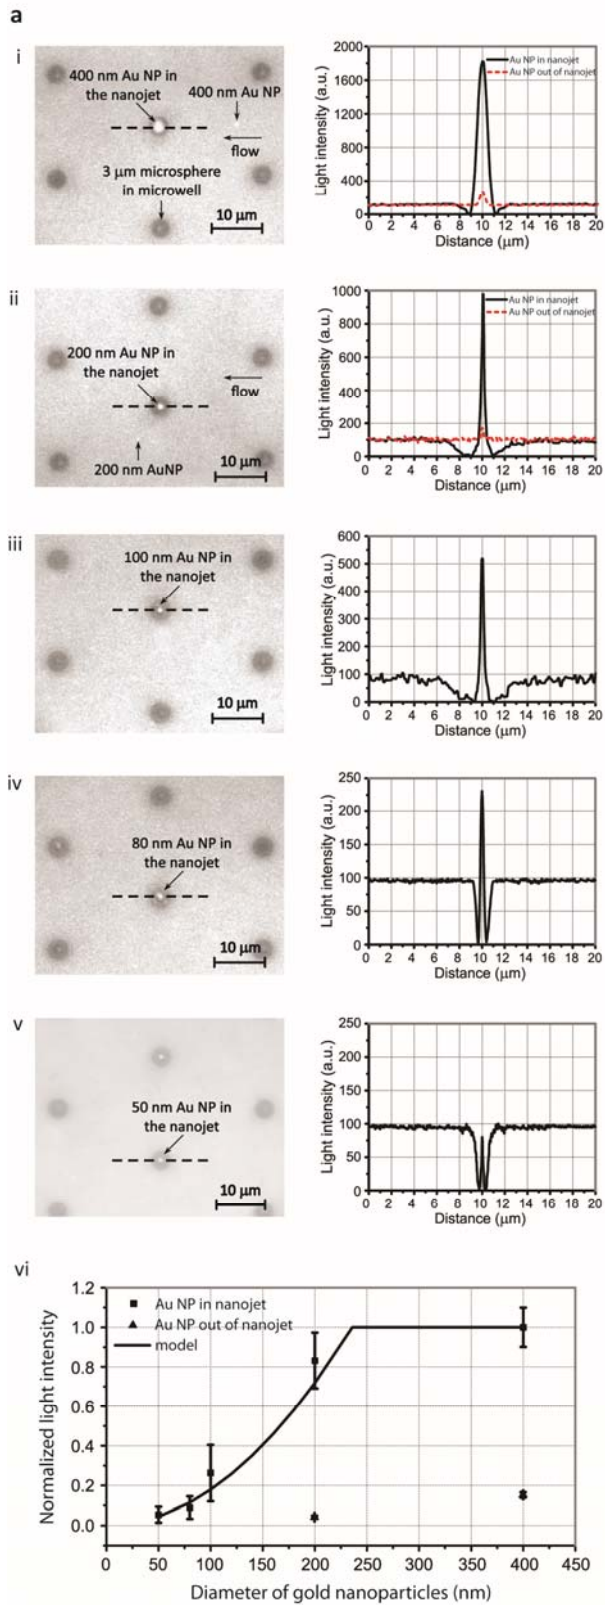 a
i
400 nm Au NP in
the nanojet
400 nm Au NP
flow
3 μm microsphere
in microwell
10 μm
Light intensity (a.u.)
2000
1600
1200
800
400
0
Au NP in nanojet
Au NP out of nanojet
0 2 4 6 8 10 12 14 16 18 20
Distance (μm)
ii
200 nm Au NP in
the nanojet
flow
200 nm AuNP
10 μm
Light intensity (a.u.)
1000
800
600
400
200
0
Au NP in nanojet
Au NP out of nanojet
0 2 4 6 8 10 12 14 16 18 20
Distance (μm)
iii
100 nm Au NP in
the nanojet
10 μm
Light intensity (a.u.)
600
500
400
300
200
100
0
0 2 4 6 8 10 12 14 16 18 20
Distance (μm)
iv
80 nm Au NP in
the nanojet
10 μm
Light intensity (a.u.)
250
200
150
100
50
0
0 2 4 6 8 10 12 14 16 18 20
Distance (μm)
v
50 nm Au NP in
the nanojet
10 μm
Light intensity (a.u.)
250
200
150
100
50
0
0 2 4 6 8 10 12 14 16 18 20
Distance (μm)
vi
Normalized light intensity
1.2
1.0
0.8
0.6
0.4
0.2
0.0
Au NP in nanojet
Au NP out of nanojet
model
0 50 100 150 200 250 300 350 400 450
Diameter of gold nanoparticles (nm)